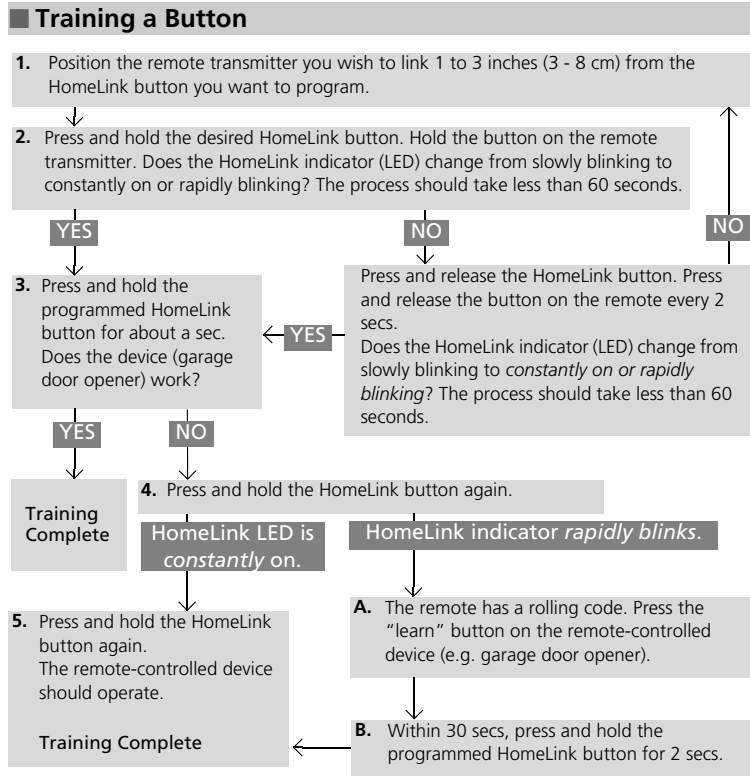 Training a Button
1. Position the remote transmitter you wish to link 1 to 3 inches (3 - 8 cm) from the
HomeLink button you want to program.
2. Press and hold the desired HomeLink button. Hold the button on the remote
transmitter. Does the HomeLink indicator (LED) change from slowly blinking to
constantly on or rapidly blinking? The process should take less than 60 seconds.
YES
NO
NO
3. Press and hold the
programmed HomeLink
button for about a sec.
Does the device (garage
door opener) work?
YES
Press and release the HomeLink button. Press
and release the button on the remote every 2
secs.
Does the HomeLink indicator (LED) change from
slowly blinking to constantly on or rapidly
blinking? The process should take less than 60
seconds.
YES
NO
Training
Complete
4. Press and hold the HomeLink button again.
HomeLink LED is
constantly on.
HomeLink indicator rapidly blinks.
5. Press and hold the HomeLink
button again.
The remote-controlled device
should operate.
Training Complete
A. The remote has a rolling code. Press the
“learn” button on the remote-controlled
device (e.g. garage door opener).
B. Within 30 secs, press and hold the
programmed HomeLink button for 2 secs.